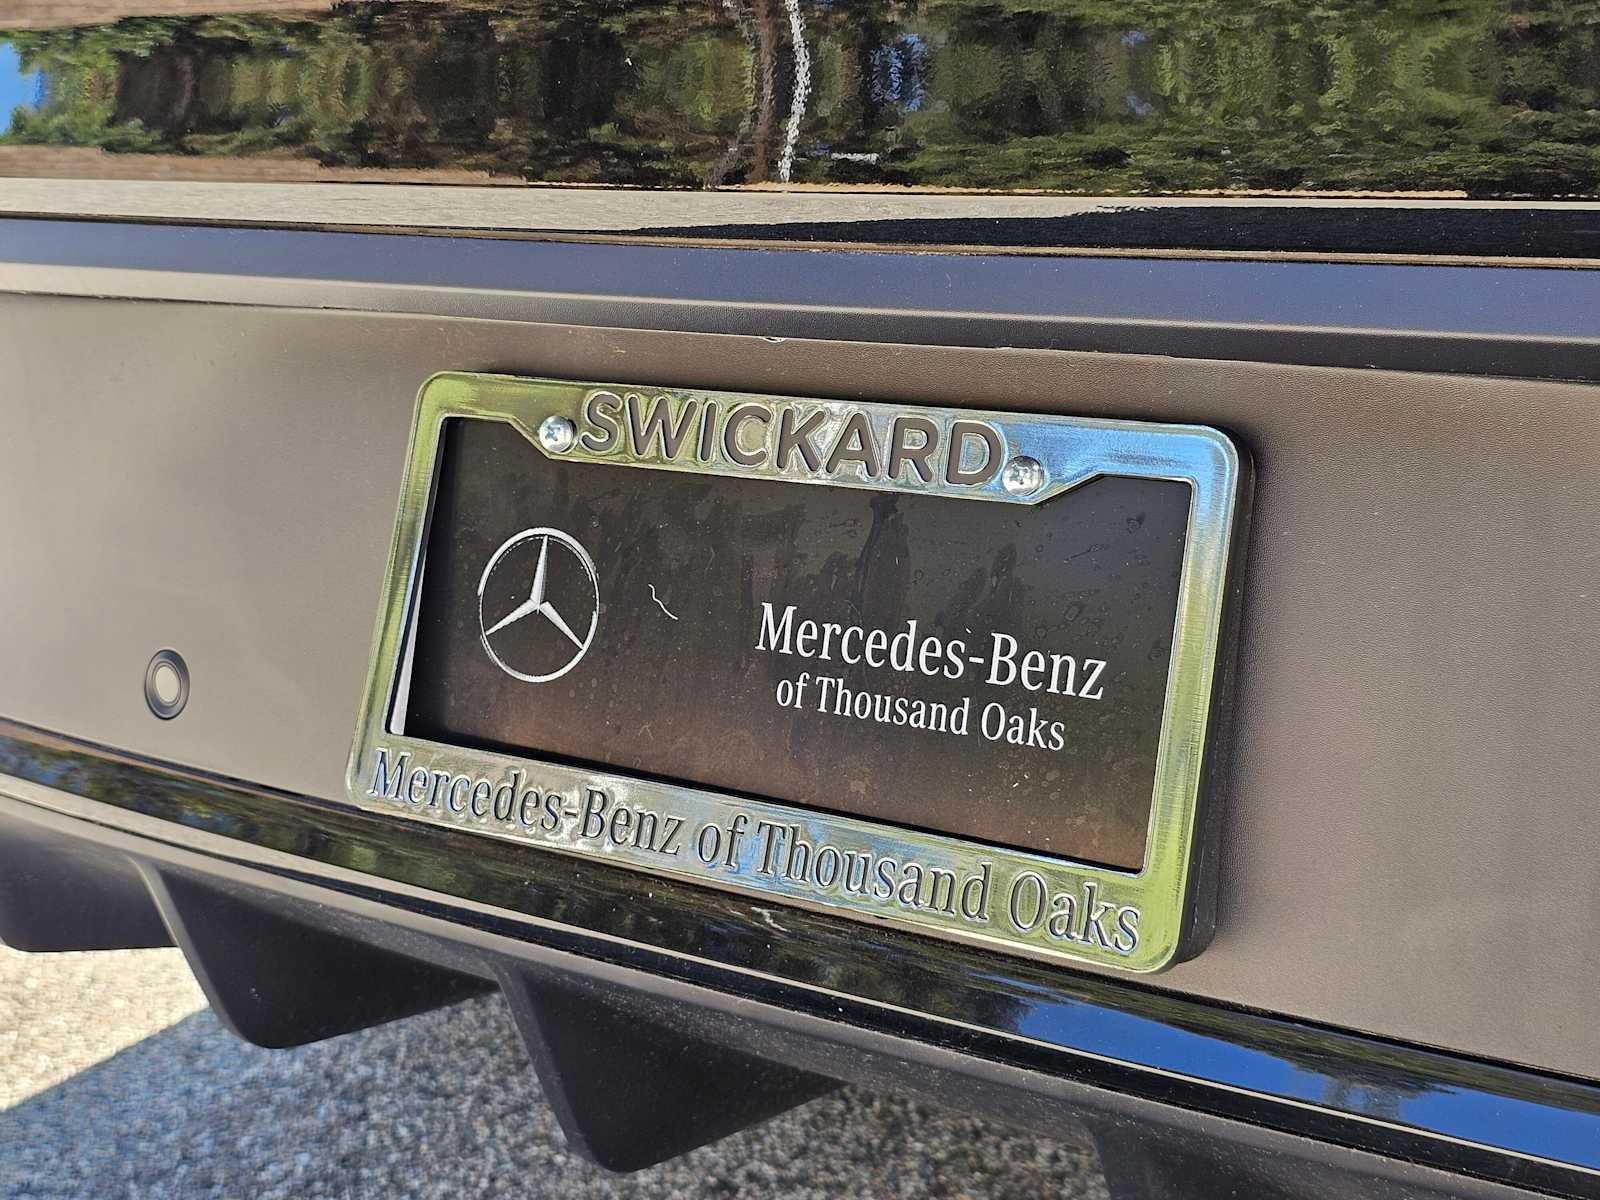 SWICKARD
Mercedes-Benz
of Thousand Oaks
Mercedes-Benz of Thousand Oaks